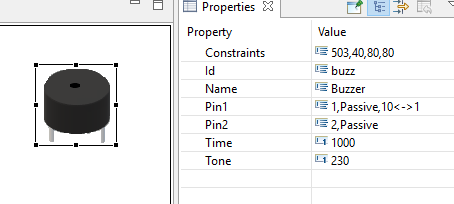 Properties
Property Value
Constraints 503,40,80,80
Id buzz
Name Buzzer
Pin1 1,Passive,10<->1
Pin2 2,Passive
Time 1000
Tone 230